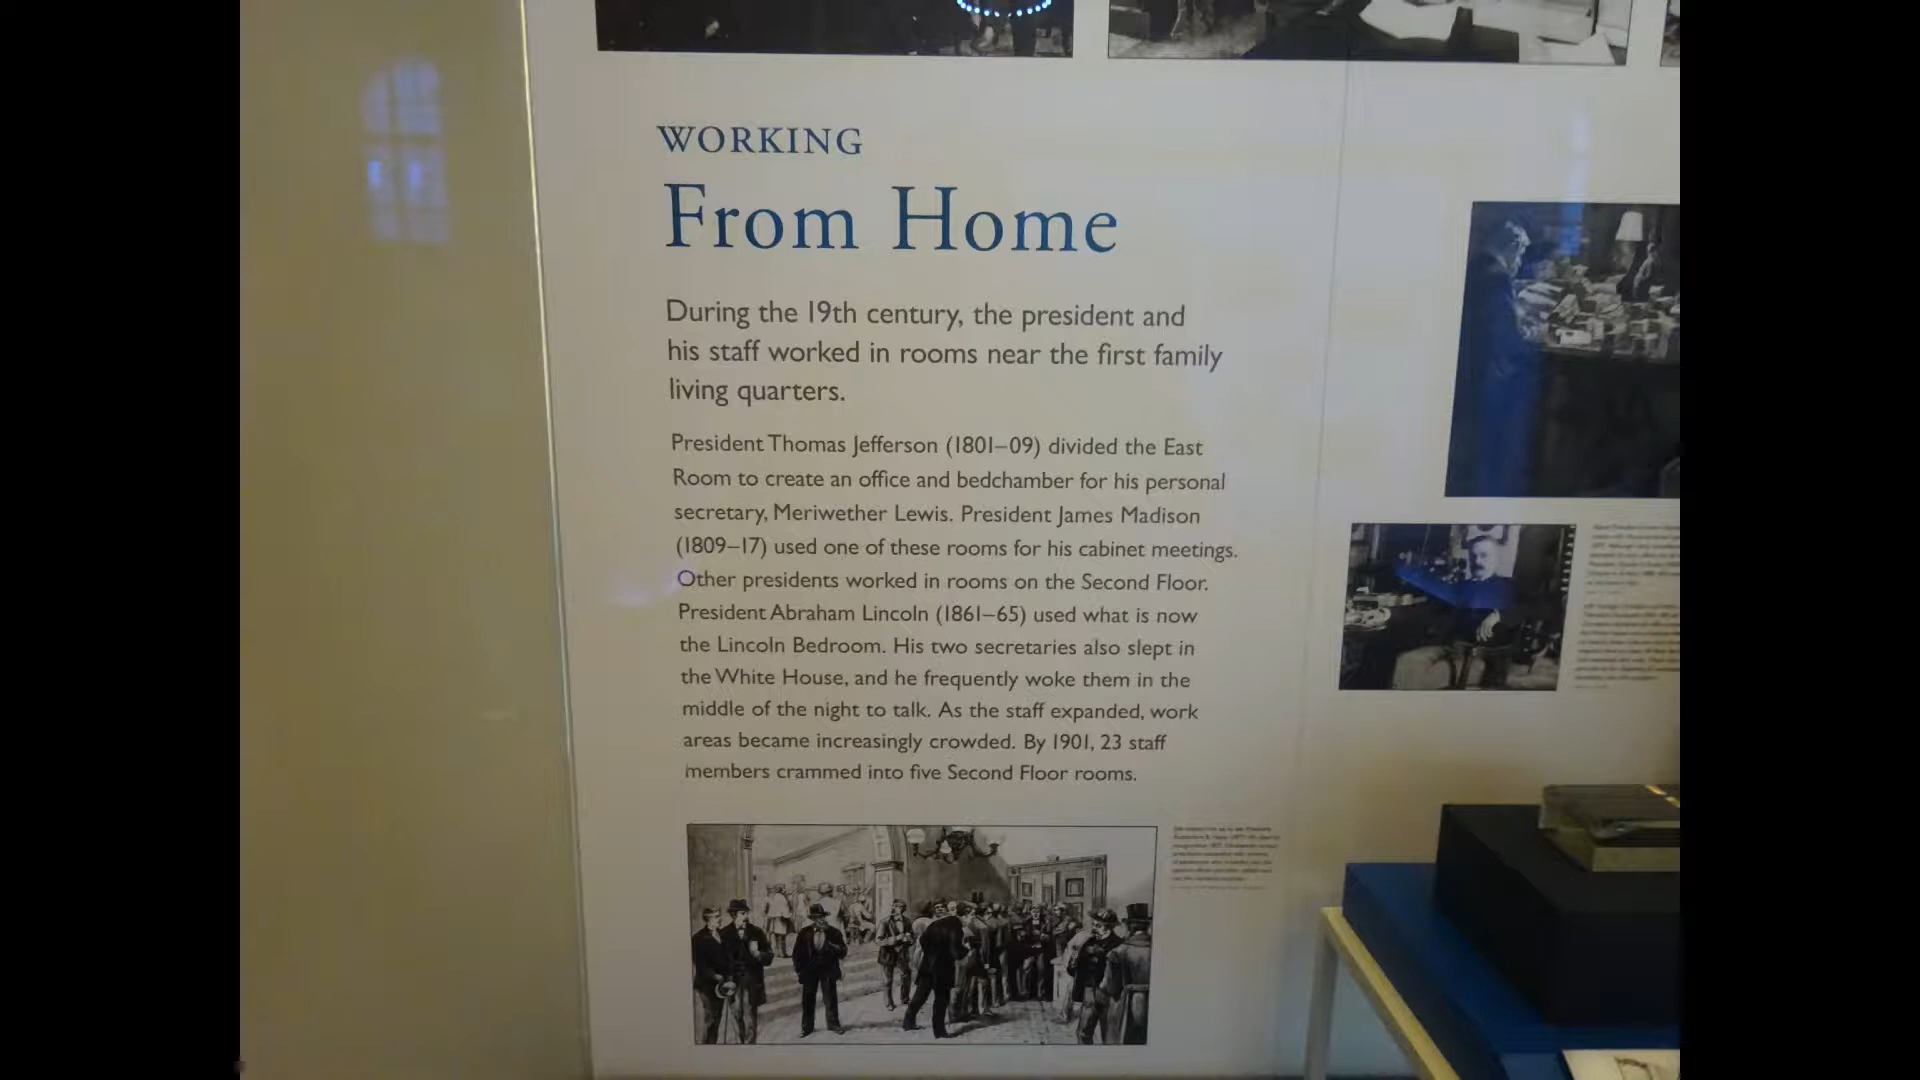 WORKING
From Home
During the 19th century, the president and
his staff worked in rooms near the first family
living quarters.
President Thomas Jefferson (1801–09) divided the East
Room to create an office and bedchamber for his personal
secretary, Meriwether Lewis. President James Madison
(1809–17) used one of these rooms for his cabinet meetings.
Other presidents worked in rooms on the Second Floor.
President Abraham Lincoln (1861–65) used what is now
the Lincoln Bedroom. His two secretaries also slept in
the White House, and he frequently woke them in the
middle of the night to talk. As the staff expanded, work
areas became increasingly crowded. By 1901, 23 staff
members crammed into five Second Floor rooms.